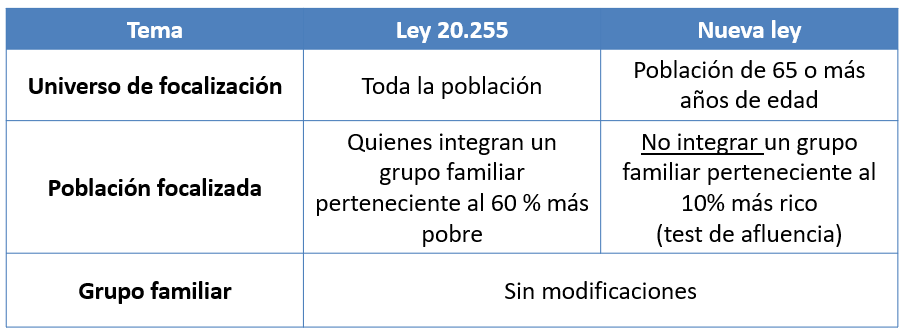 Tema
Ley 20.255
Nueva ley
Universo de focalización
Toda la población
Población de 65 o más
años de edad
Población focalizada
Quienes integran un
grupo familiar
perteneciente al 60 % más
pobre
No integrar un grupo
familiar perteneciente al
10% más rico
(test de afluencia)
Grupo familiar
Sin modificaciones